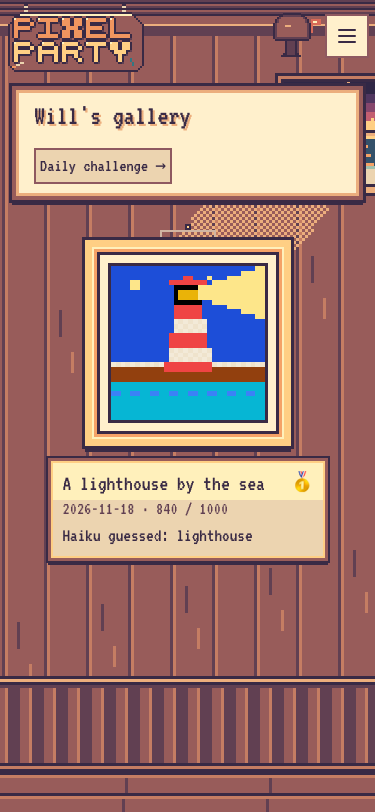 PIXEL
PARTY
Will's gallery
Daily challenge →
A lighthouse by the sea
2026-11-18 · 840 / 1000
Haiku guessed: lighthouse